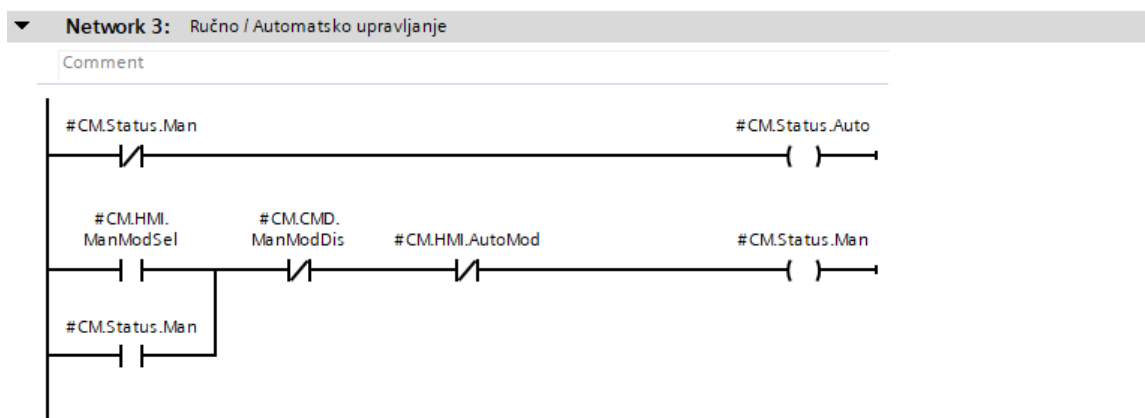 Network 3: Ručno / Automatsko upravljanje
Comment
#CM.Status.Man
#CM.Status.Auto
#CM.HMI.
ManModSel
#CM.CMD.
ManModDis
#CM.HMI.AutoMod
#CM.Status.Man
#CM.Status.Man